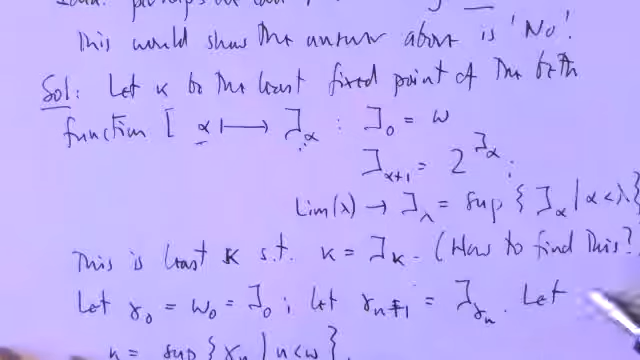 This would show the answer above is 'No'.
Sol: Let κ be the least fixed point of the beth
function [ α ⟼ ℶ_α : ℶ_0 = ω
ℶ_{α+1} = 2^{ℶ_α} ;
Lim(λ) → ℶ_λ = sup { ℶ_α | α < λ }
This is least κ s.t. κ = ℶ_κ. (How to find this?
Let γ_0 = ω_0 = ℶ_0 ; let γ_{n+1} = ℶ_{γ_n}. Let
κ = sup { γ_n | n < ω }.